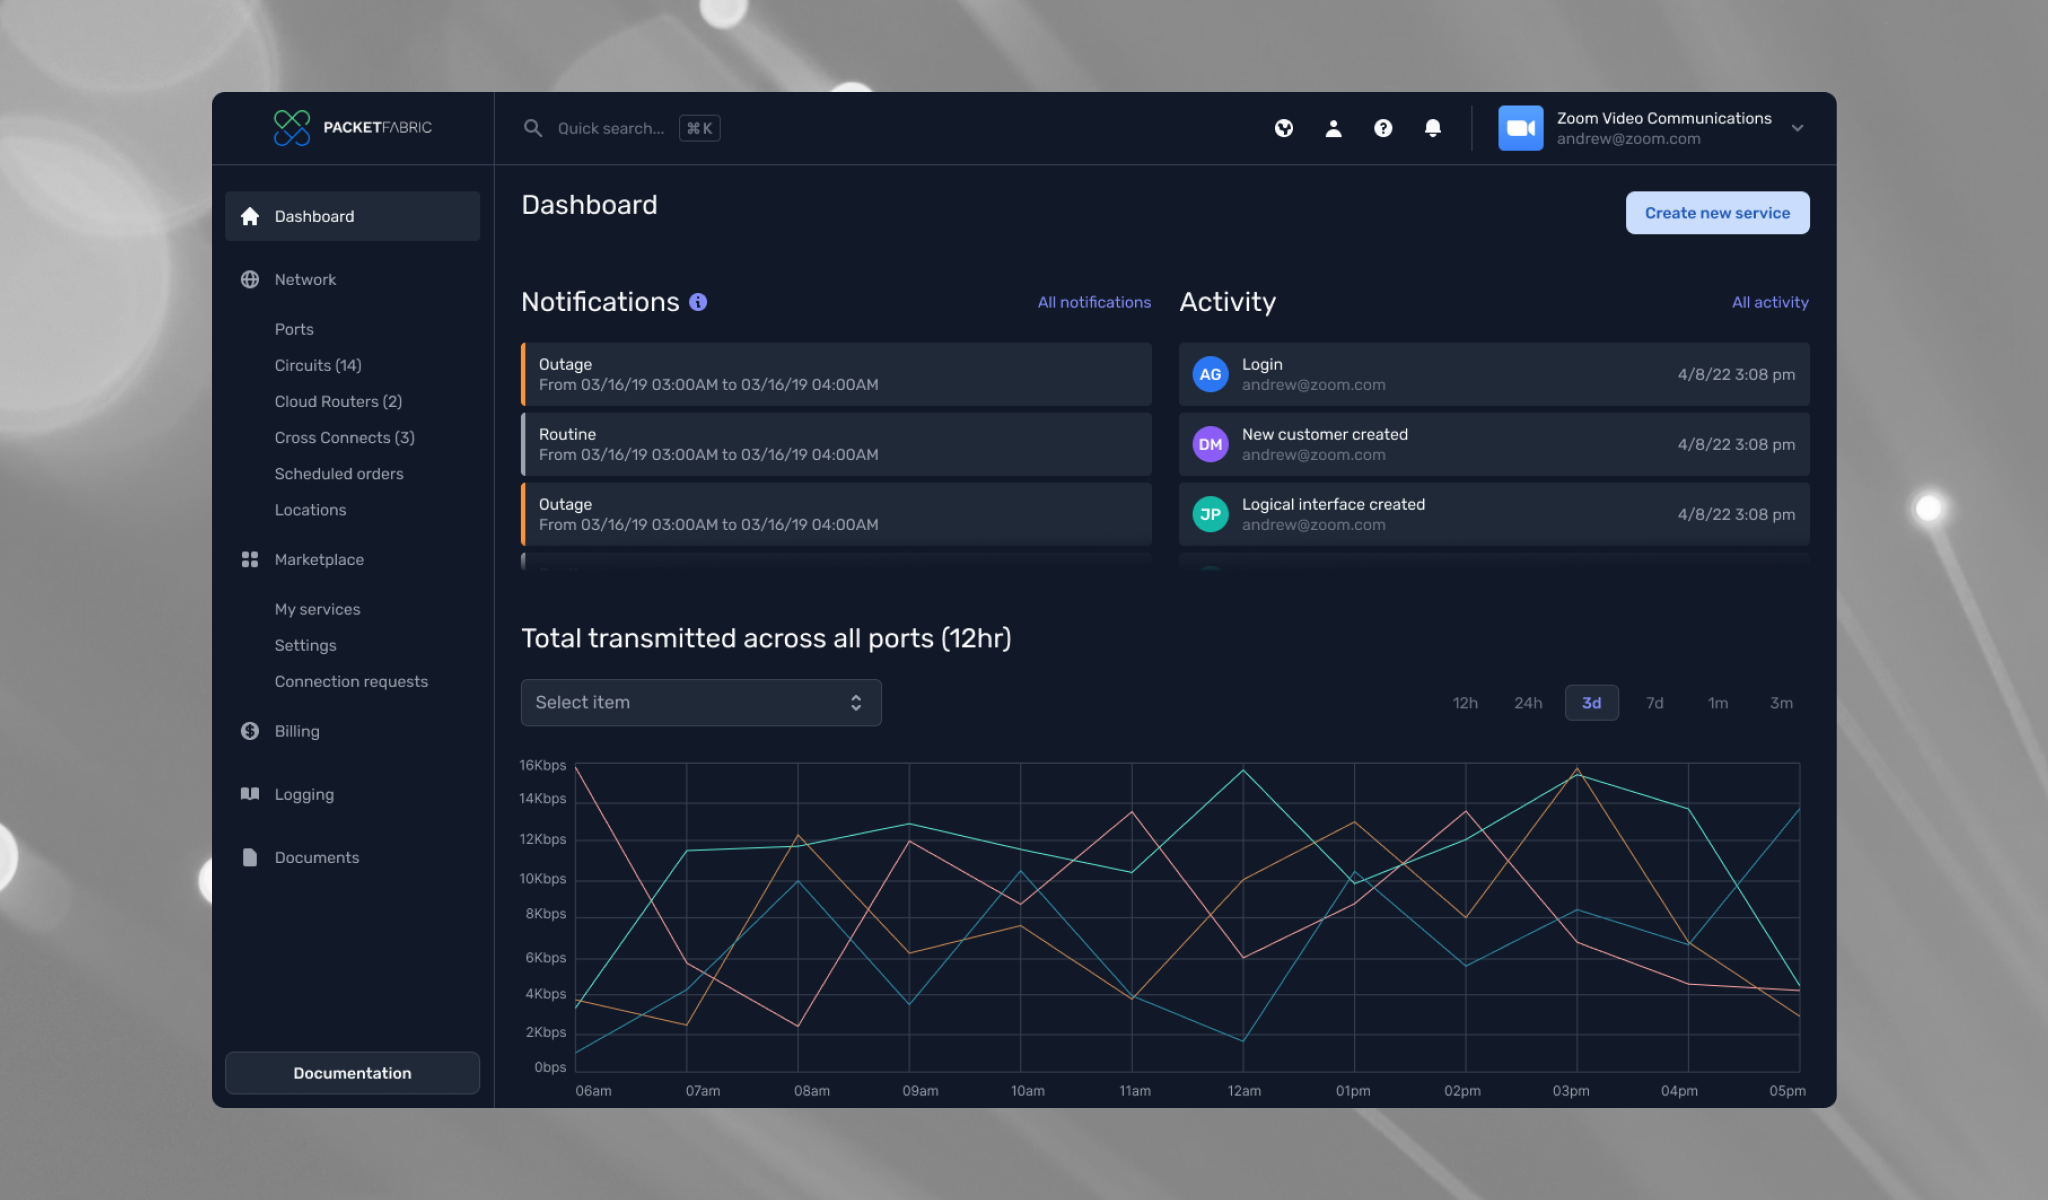 PACKETFABRIC
Quick search...
⌘ K
Zoom Video Communications
andrew@zoom.com
Dashboard
Network
Ports
Circuits (14)
Cloud Routers (2)
Cross Connects (3)
Scheduled orders
Locations
Marketplace
My services
Settings
Connection requests
Billing
Logging
Documents
Documentation
Dashboard
Create new service
Notifications
All notifications
Outage
From 03/16/19 03:00AM to 03/16/19 04:00AM
Routine
From 03/16/19 03:00AM to 03/16/19 04:00AM
Outage
From 03/16/19 03:00AM to 03/16/19 04:00AM
Activity
All activity
AG
Login
andrew@zoom.com
4/8/22 3:08 pm
DM
New customer created
andrew@zoom.com
4/8/22 3:08 pm
JP
Logical interface created
andrew@zoom.com
4/8/22 3:08 pm
Total transmitted across all ports (12hr)
Select item
12h 24h 3d 7d 1m 3m
16Kbps
14Kbps
12Kbps
10Kbps
8Kbps
6Kbps
4Kbps
2Kbps
0bps
06am 07am 08am 09am 10am 11am 12am 01pm 02pm 03pm 04pm 05pm